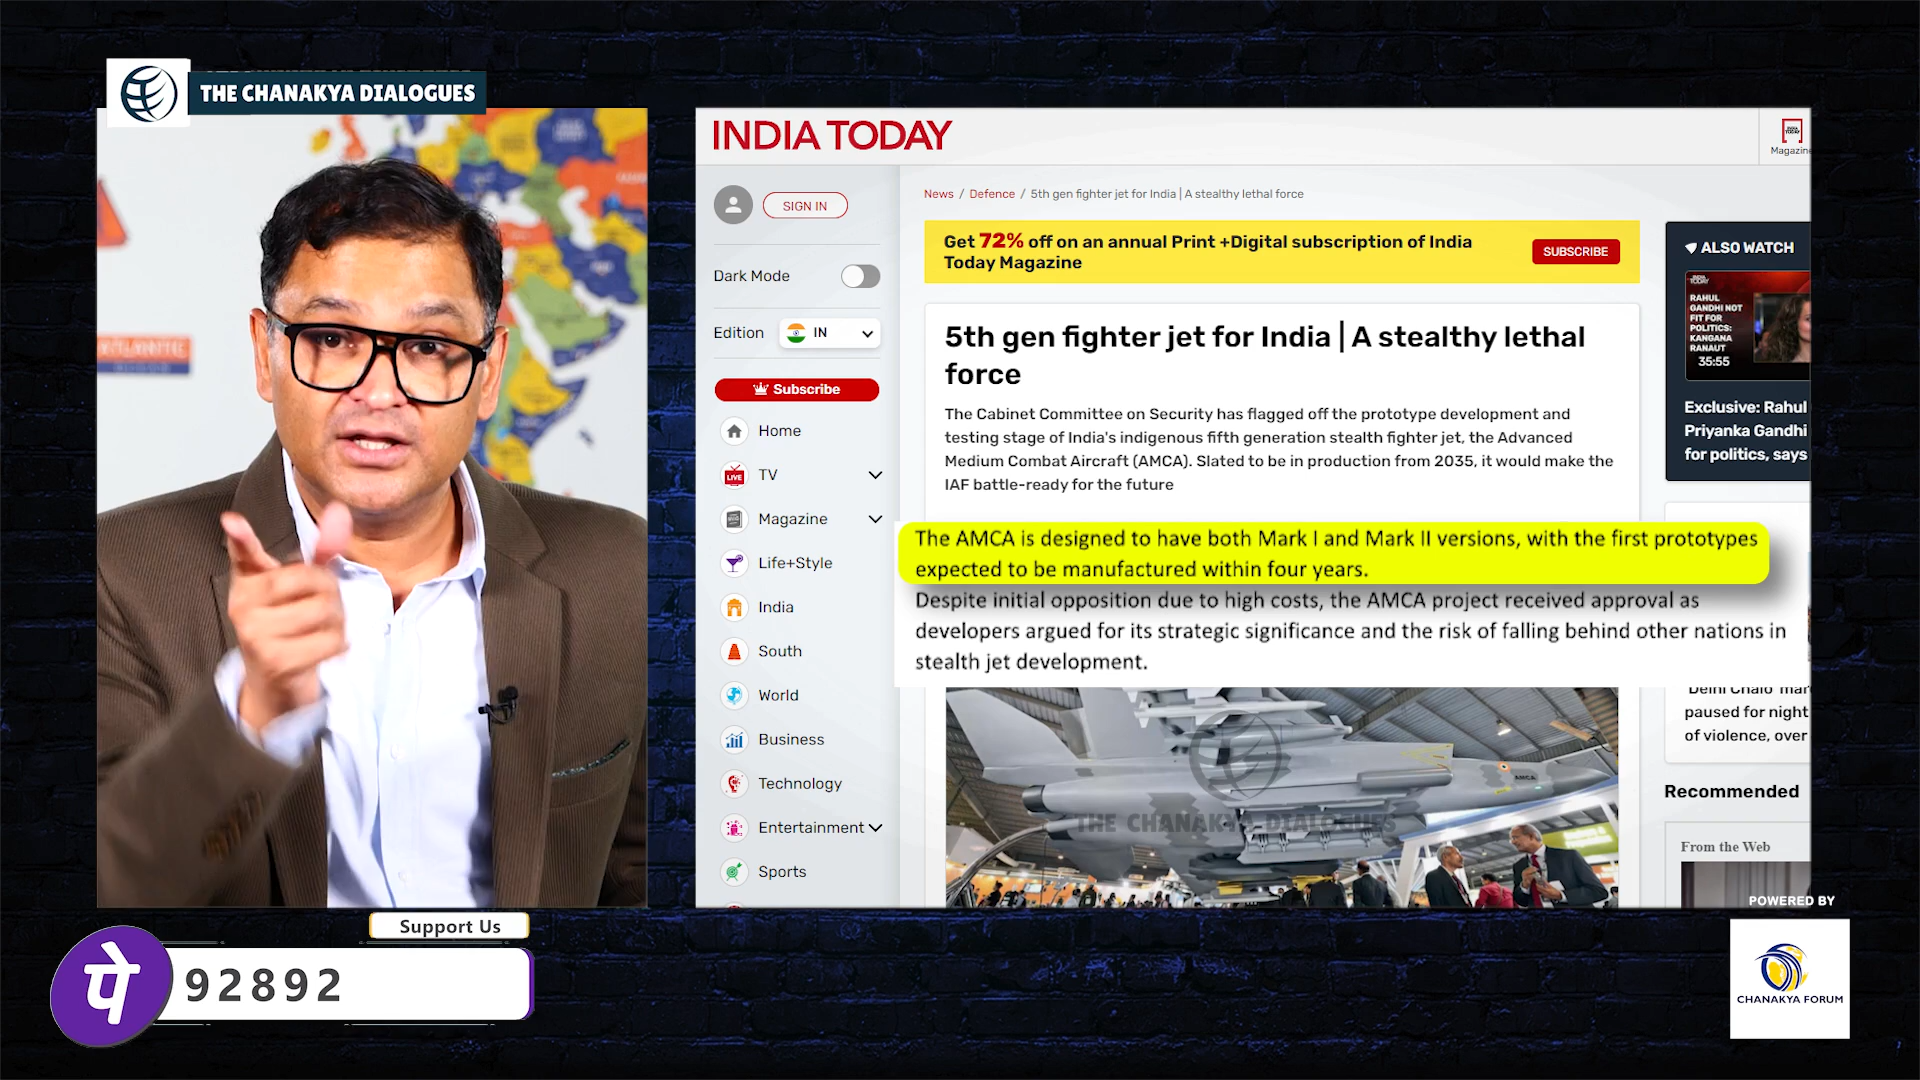 THE CHANAKYA DIALOGUES
INDIA TODAY
Magazin
SIGN IN
Dark Mode
Edition
IN
Subscribe
Home
LIVE
TV
Magazine
Life+Style
India
South
World
Business
Technology
Entertainment
Sports
News / Defence / 5th gen fighter jet for India | A stealthy lethal force
Get 72% off on an annual Print +Digital subscription of India
Today Magazine
SUBSCRIBE
5th gen fighter jet for India | A stealthy lethal
force
The Cabinet Committee on Security has flagged off the prototype development and
testing stage of India's indigenous fifth generation stealth fighter jet, the Advanced
Medium Combat Aircraft (AMCA). Slated to be in production from 2035, it would make the
IAF battle-ready for the future
The AMCA is designed to have both Mark I and Mark II versions, with the first prototypes
expected to be manufactured within four years.
Despite initial opposition due to high costs, the AMCA project received approval as
developers argued for its strategic significance and the risk of falling behind other nations in
stealth jet development.
AMCA
THE CHANAKYA DIALOGUES
ALSO WATCH
INDIA TODAY
RAHUL
GANDHI NOT
FIT FOR
POLITICS:
KANGANA
RANAUT
35:55
Exclusive: Rahul
Priyanka Gandhi
for politics, says
paused for night
of violence, over
Recommended
From the Web
POWERED BY
CHANAKYA FORUM
Support Us
पे
92892